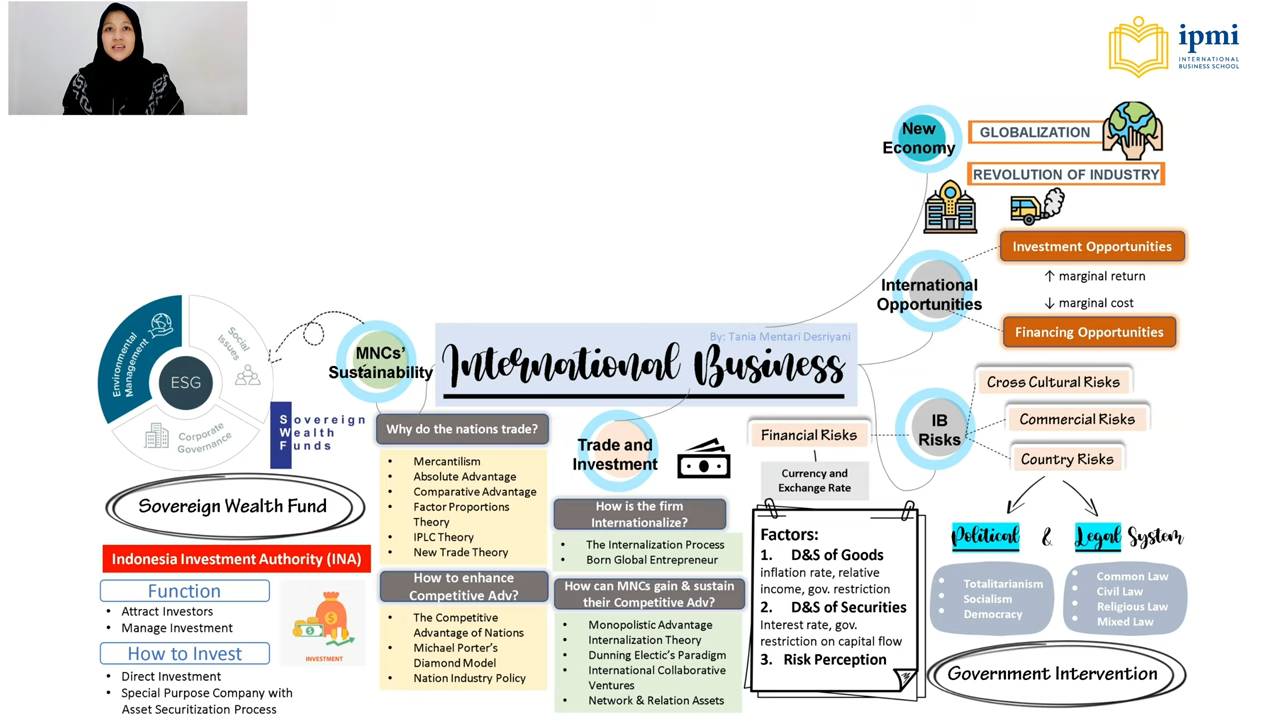 ipmi
INTERNATIONAL
BUSINESS SCHOOL
New
Economy
GLOBALIZATION
REVOLUTION OF INDUSTRY
International
Opportunities
Investment Opportunities
↑ marginal return
↓ marginal cost
Financing Opportunities
By: Tania Mentari Desriyani
International Business
MNCs'
Sustainability
Environmental
Management
Social
Issues
ESG
Corporate
Governance
Sovereign
Wealth
Funds
Sovereign Wealth Fund
Indonesia Investment Authority (INA)
Function
• Attract Investors
• Manage Investment
How to Invest
• Direct Investment
• Special Purpose Company with
Asset Securitization Process
INVESTMENT
Why do the nations trade?
• Mercantilism
• Absolute Advantage
• Comparative Advantage
• Factor Proportions
Theory
• IPLC Theory
• New Trade Theory
How to enhance
Competitive Adv?
• The Competitive
Advantage of Nations
• Michael Porter's
Diamond Model
• Nation Industry Policy
Trade and
Investment
How is the firm
Internationalize?
• The Internalization Process
• Born Global Entrepreneur
How can MNCs gain & sustain
their Competitive Adv?
• Monopolistic Advantage
• Internalization Theory
• Dunning Electic's Paradigm
• International Collaborative
Ventures
• Network & Relation Assets
IB
Risks
Financial Risks
Currency and
Exchange Rate
Factors:
1. D&S of Goods
inflation rate, relative
income, gov. restriction
2. D&S of Securities
Interest rate, gov.
restriction on capital flow
3. Risk Perception
Cross Cultural Risks
Commercial Risks
Country Risks
Political & Legal System
• Totalitarianism
• Socialism
• Democracy
• Common Law
• Civil Law
• Religious Law
• Mixed Law
Government Intervention